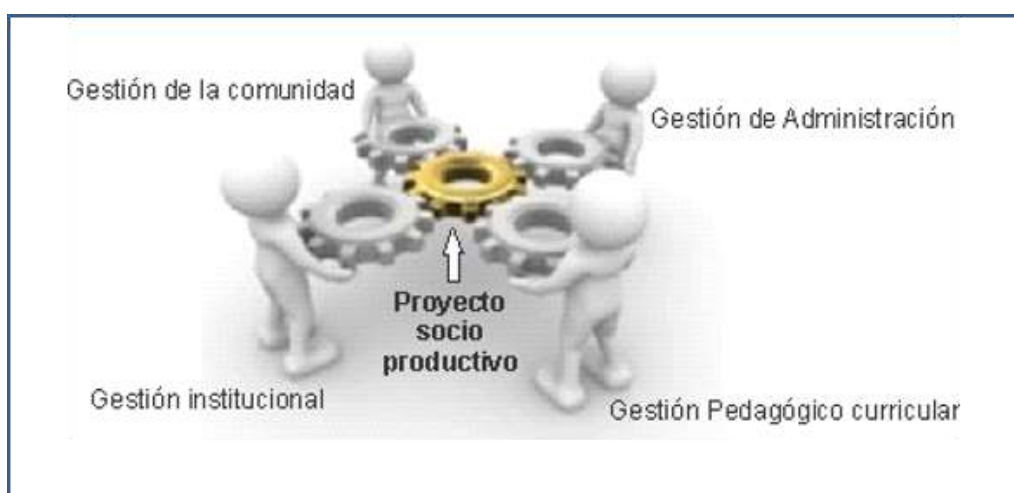 Gestión de la comunidad
Gestión de Administración
Proyecto
socio
productivo
Gestión institucional
Gestión Pedagógico curricular